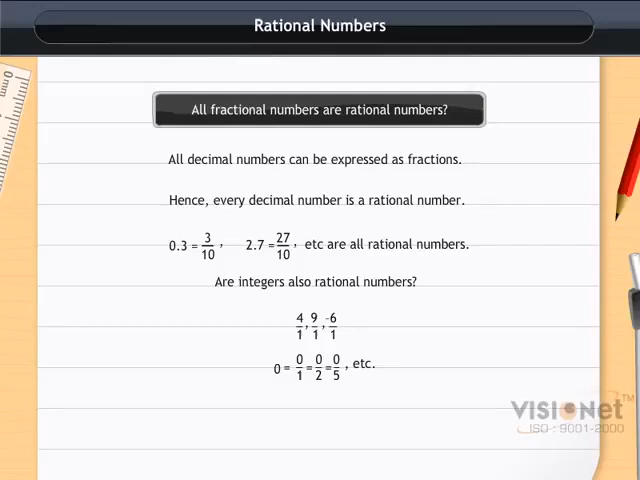 Rational Numbers
All fractional numbers are rational numbers?
All decimal numbers can be expressed as fractions.
Hence, every decimal number is a rational number.
0.3 = 3/10 , 2.7 = 27/10, etc are all rational numbers.
Are integers also rational numbers?
4/1, 9/1, -6/1
0 = 0/1 = 0/2 = 0/5 , etc.
VISIONet™
ISO : 9001-2000
0mm